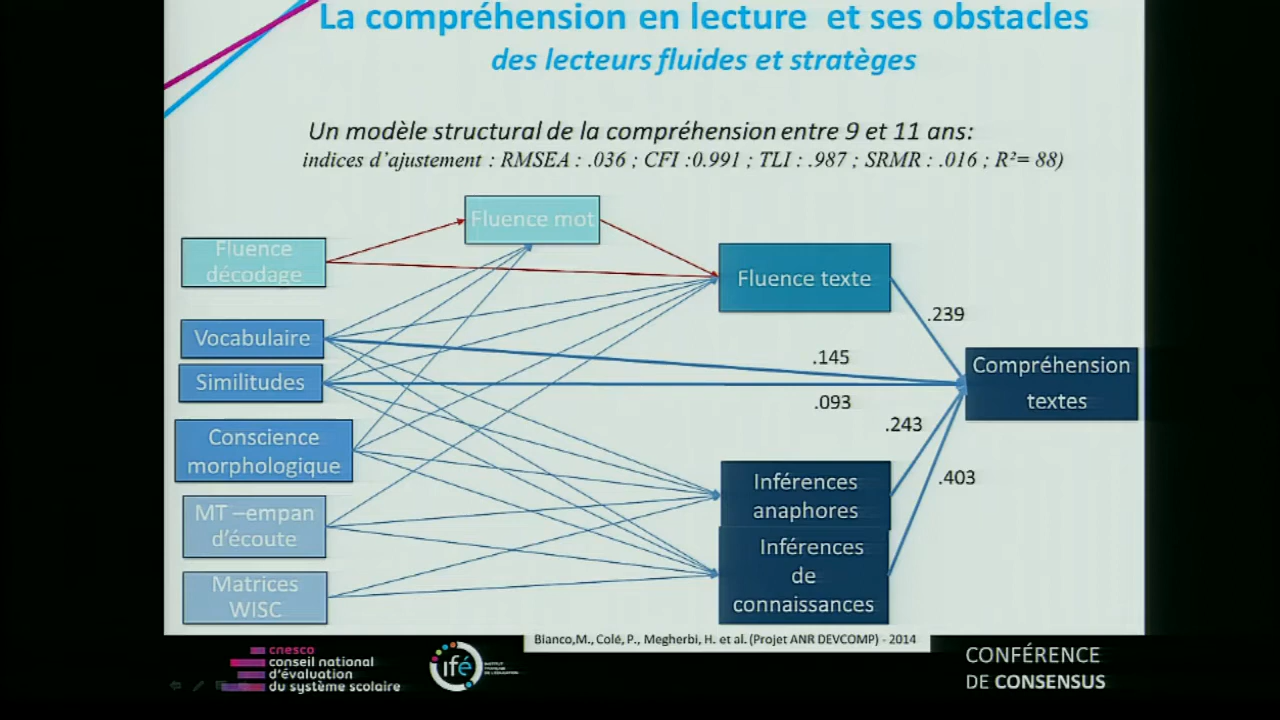 La compréhension en lecture et ses obstacles
des lecteurs fluides et stratèges
Un modèle structural de la compréhension entre 9 et 11 ans:
indices d'ajustement : RMSEA : .036 ; CFI :0.991 ; TLI : .987 ; SRMR : .016 ; R²= 88)
Fluence mot
Fluence
décodage
Fluence texte
.239
Vocabulaire
.145
Compréhension
textes
Similitudes
.093
.243
Conscience
morphologique
.403
Inférences
anaphores
MT –empan
d'écoute
Inférences
de
connaissances
Matrices
WISC
Bianco,M., Colé, P., Megherbi, H. et al. (Projet ANR DEVCOMP) - 2014
cnesco
conseil national
d'évaluation
du système scolaire
ifé
CONFÉRENCE
DE CONSENSUS